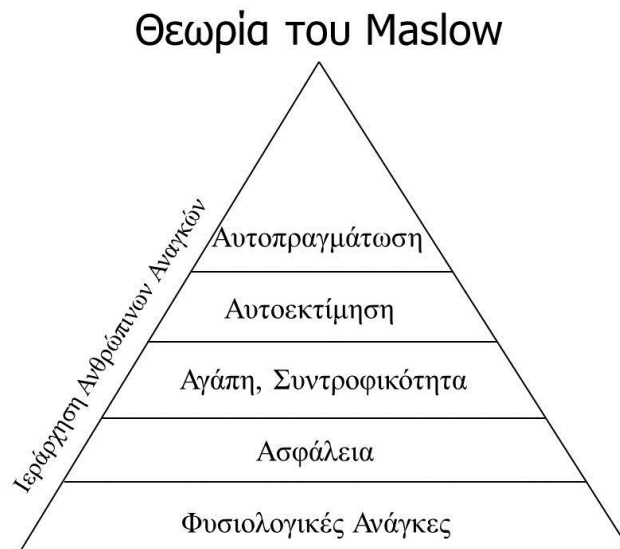 Θεωρία του Maslow
Ιεράρχηση Ανθρώπινων Αναγκών
Αυτοπραγμάτωση
Αυτοεκτίμηση
Αγάπη, Συντροφικότητα
Ασφάλεια
Φυσιολογικές Ανάγκες